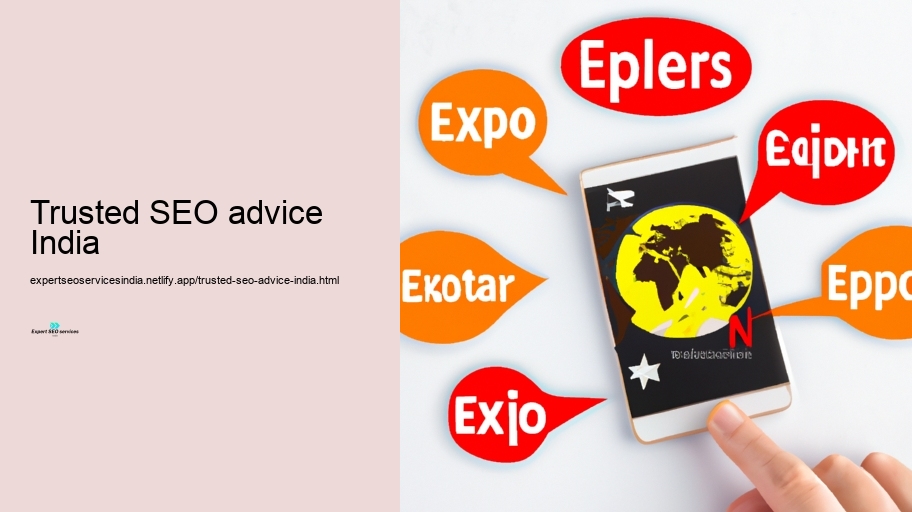 Trusted SEO advice
India
expertseoservicesindia.netlify.app/trusted-seo-advice-india.html
Expert SEO services
Eplers
Expo
Ekotar
Eppo
Exjo
N